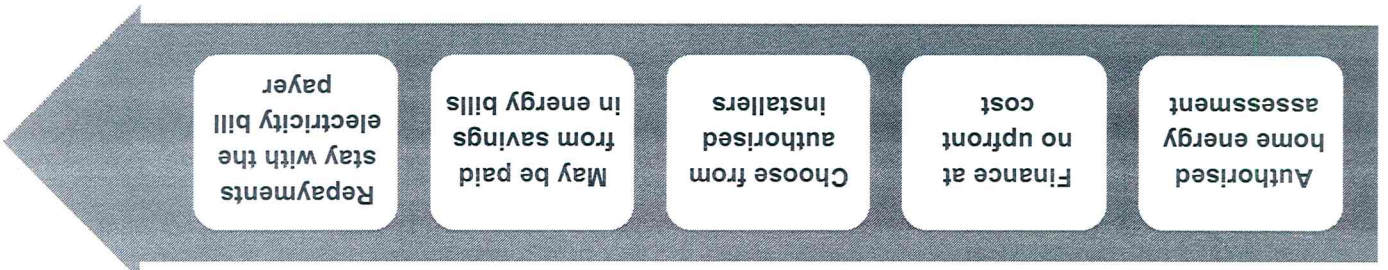 Authorised
home energy
assessment
Finance at
no upfront
cost
Choose from
authorised
installers
May be paid
from savings
in energy bills
Repayments
stay with the
electricity bill
payer